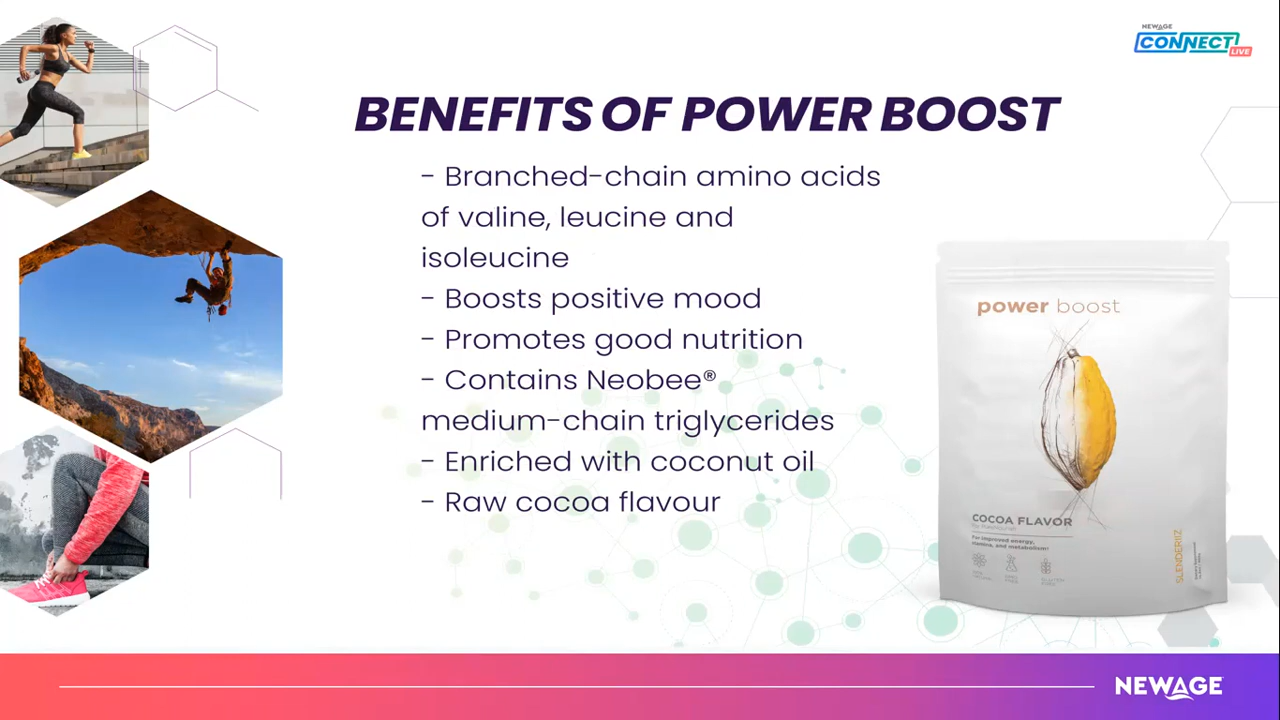 NEWAGE
CONNECT
LIVE
BENEFITS OF POWER BOOST
- Branched-chain amino acids
of valine, leucine and
isoleucine
- Boosts positive mood
- Promotes good nutrition
- Contains Neobee®
medium-chain triglycerides
- Enriched with coconut oil
- Raw cocoa flavour
power boost
COCOA FLAVOR
For improved energy,
stamina, and metabolism
SLENDERIIZ
NEWAGE